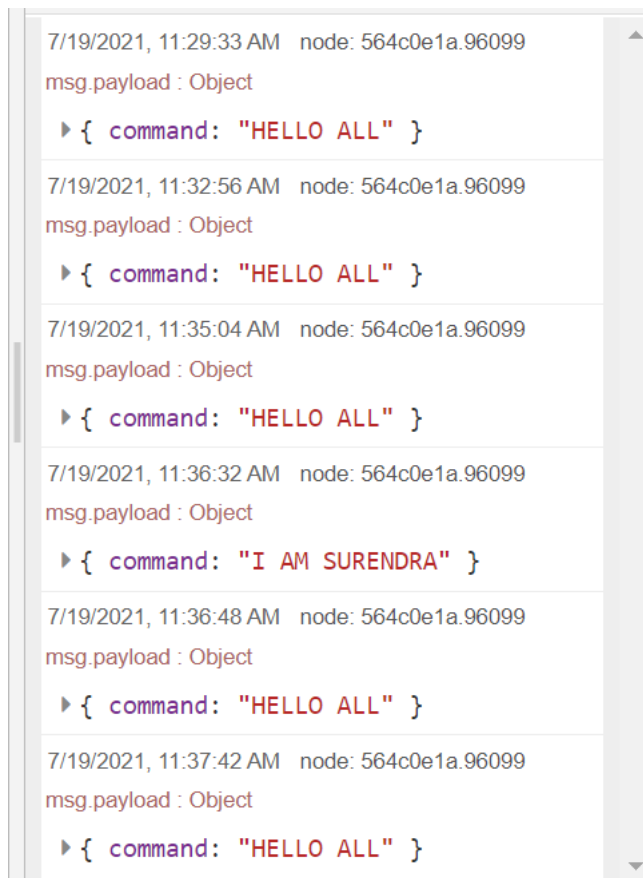 7/19/2021, 11:29:33 AM node: 564c0e1a.96099
msg.payload : Object
{ command: "HELLO ALL" }
7/19/2021, 11:32:56 AM node: 564c0e1a.96099
msg.payload : Object
{ command: "HELLO ALL" }
7/19/2021, 11:35:04 AM node: 564c0e1a.96099
msg.payload : Object
{ command: "HELLO ALL" }
7/19/2021, 11:36:32 AM node: 564c0e1a.96099
msg.payload : Object
{ command: "I AM SURENDRA" }
7/19/2021, 11:36:48 AM node: 564c0e1a.96099
msg.payload : Object
{ command: "HELLO ALL" }
7/19/2021, 11:37:42 AM node: 564c0e1a.96099
msg.payload : Object
{ command: "HELLO ALL" }